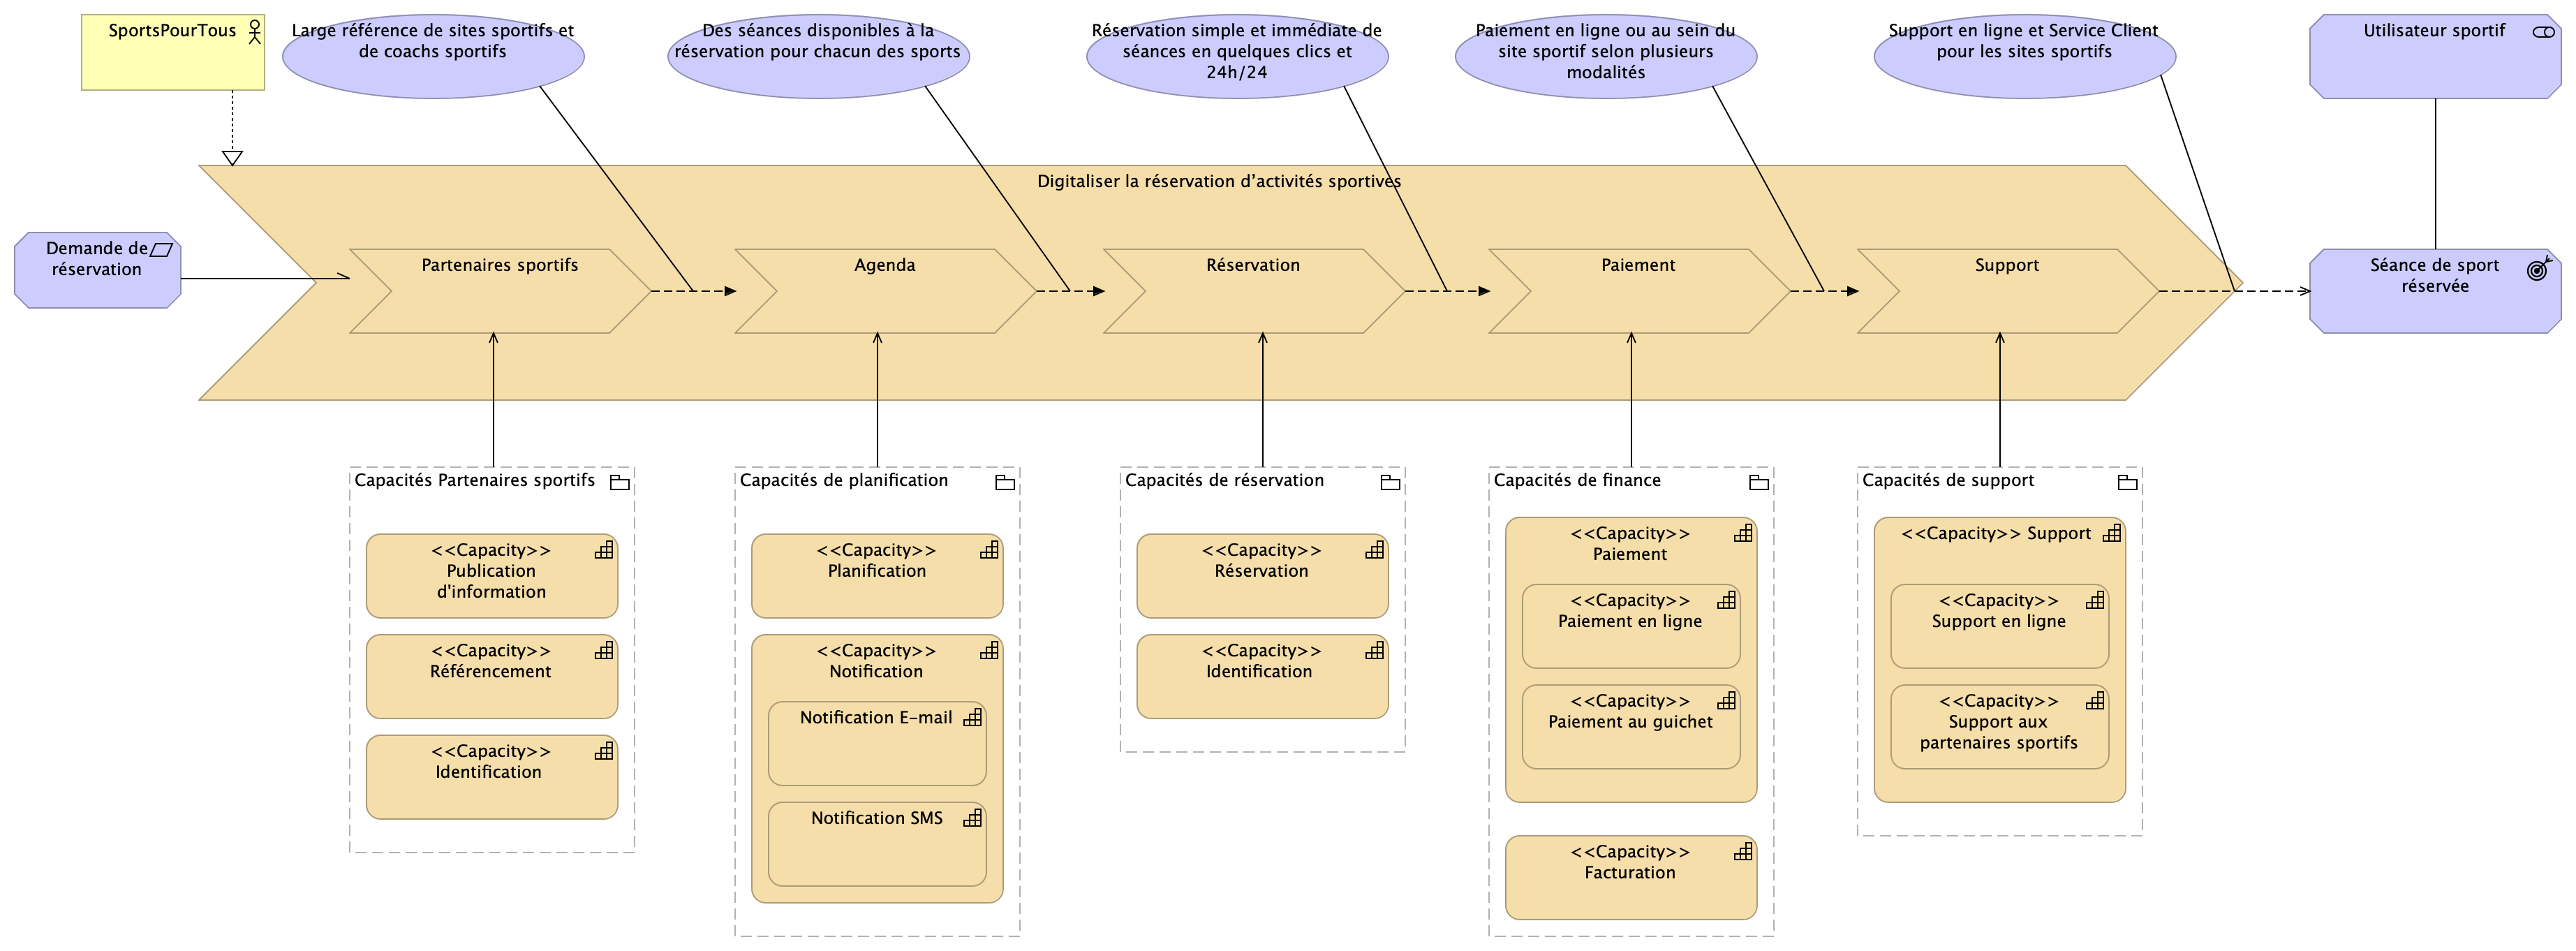 SportsPourTous
Large référence de sites sportifs et
de coachs sportifs
Des séances disponibles à la
réservation pour chacun des sports
Réservation simple et immédiate de
séances en quelques clics et
24h/24
Paiement en ligne ou au sein du
site sportif selon plusieurs
modalités
Support en ligne et Service Client
pour les sites sportifs
Utilisateur sportif
Digitaliser la réservation d’activités sportives
Demande de
réservation
Partenaires sportifs
Agenda
Réservation
Paiement
Support
Séance de sport
réservée
Capacités Partenaires sportifs
<<Capacity>>
Publication
d'information
<<Capacity>>
Référencement
<<Capacity>>
Identification
Capacités de planification
<<Capacity>>
Planification
<<Capacity>>
Notification
Notification E-mail
Notification SMS
Capacités de réservation
<<Capacity>>
Réservation
<<Capacity>>
Identification
Capacités de finance
<<Capacity>>
Paiement
<<Capacity>>
Paiement en ligne
<<Capacity>>
Paiement au guichet
<<Capacity>>
Facturation
Capacités de support
<<Capacity>> Support
<<Capacity>>
Support en ligne
<<Capacity>>
Support aux
partenaires sportifs